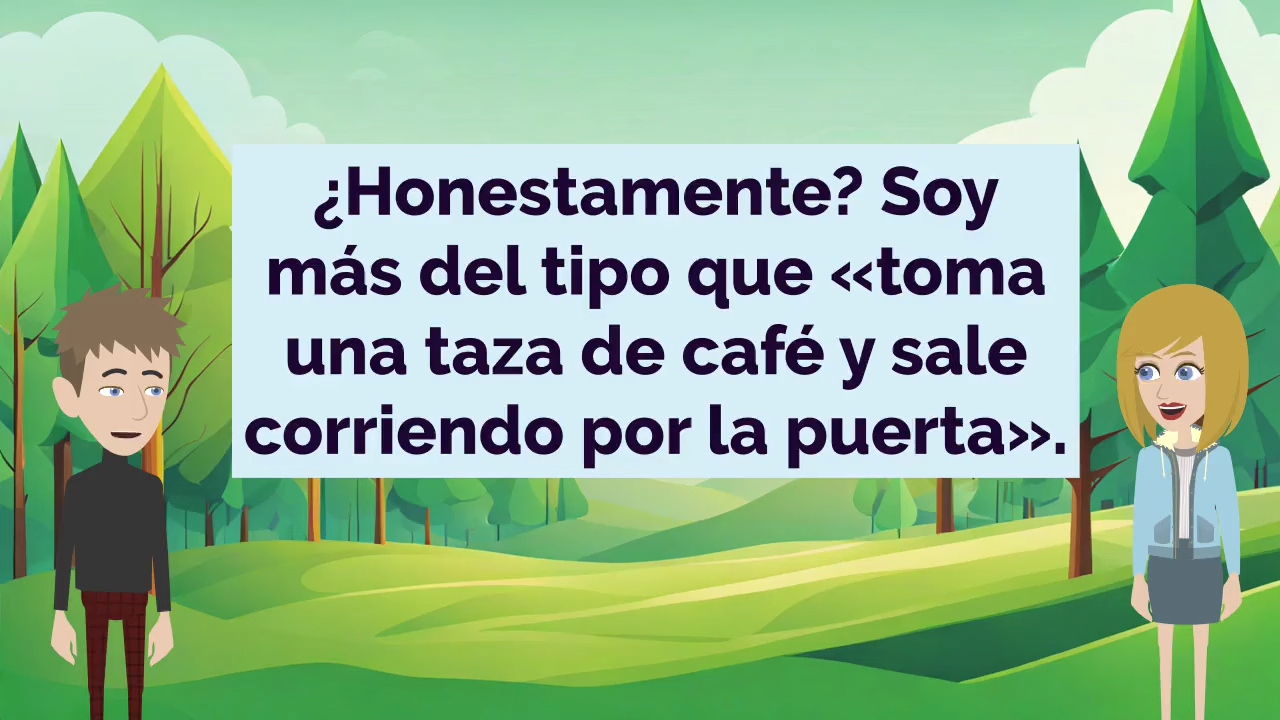 ¿Honestamente? Soy
más del tipo que «toma
una taza de café y sale
corriendo por la puerta».